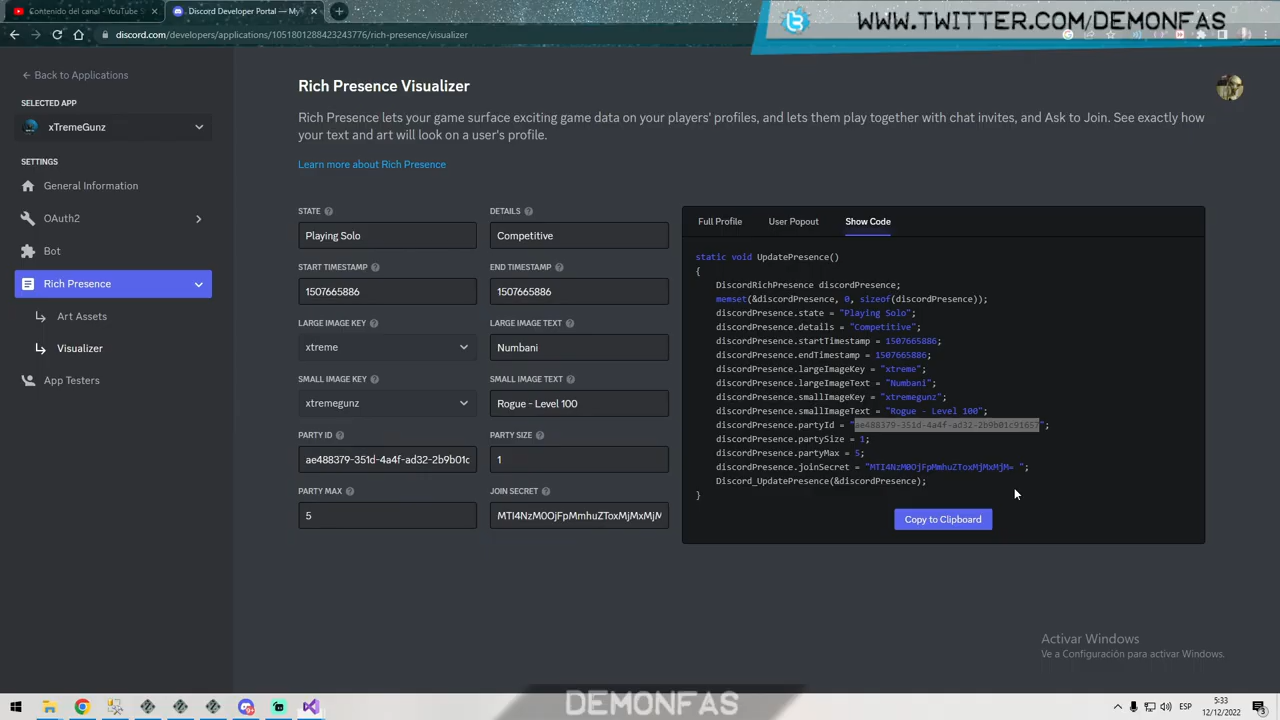 Contenido del canal - YouTube
Discord Developer Portal — My
WWW.TWITTER.COM/DEMONFAS
discord.com/developers/applications/1051801288423243776/rich-presence/visualizer
Back to Applications
SELECTED APP
xTremeGunz
SETTINGS
General Information
OAuth2
Bot
Rich Presence
Art Assets
Visualizer
App Testers
Rich Presence Visualizer
Rich Presence lets your game surface exciting game data on your players' profiles, and lets them play together with chat invites, and Ask to Join. See exactly how
your text and art will look on a user's profile.
Learn more about Rich Presence
STATE
DETAILS
Playing Solo
Competitive
START TIMESTAMP
END TIMESTAMP
1507665886
1507665886
LARGE IMAGE KEY
LARGE IMAGE TEXT
xtreme
Numbani
SMALL IMAGE KEY
SMALL IMAGE TEXT
xtremegunz
Rogue - Level 100
PARTY ID
PARTY SIZE
ae488379-351d-4a4f-ad32-2b9b01c
1
PARTY MAX
JOIN SECRET
5
MTI4NzM0OjFpMmhuZToxMjMxMjM
Full Profile
User Popout
Show Code
static void UpdatePresence()
{
DiscordRichPresence discordPresence;
memset(&discordPresence, 0, sizeof(discordPresence));
discordPresence.state = "Playing Solo";
discordPresence.details = "Competitive";
discordPresence.startTimestamp = 1507665886;
discordPresence.endTimestamp = 1507665886;
discordPresence.largeImageKey = "xtreme";
discordPresence.largeImageText = "Numbani";
discordPresence.smallImageKey = "xtremegunz";
discordPresence.smallImageText = "Rogue - Level 100";
discordPresence.partyId = "ae488379-351d-4a4f-ad32-2b9b01c91657";
discordPresence.partySize = 1;
discordPresence.partyMax = 5;
discordPresence.joinSecret = "MTI4NzM0OjFpMmhuZToxMjMxMjM= ";
Discord_UpdatePresence(&discordPresence);
}
Copy to Clipboard
Activar Windows
Ve a Configuración para activar Windows.
DEMONFAS
ESP
5:33
12/12/2022
3